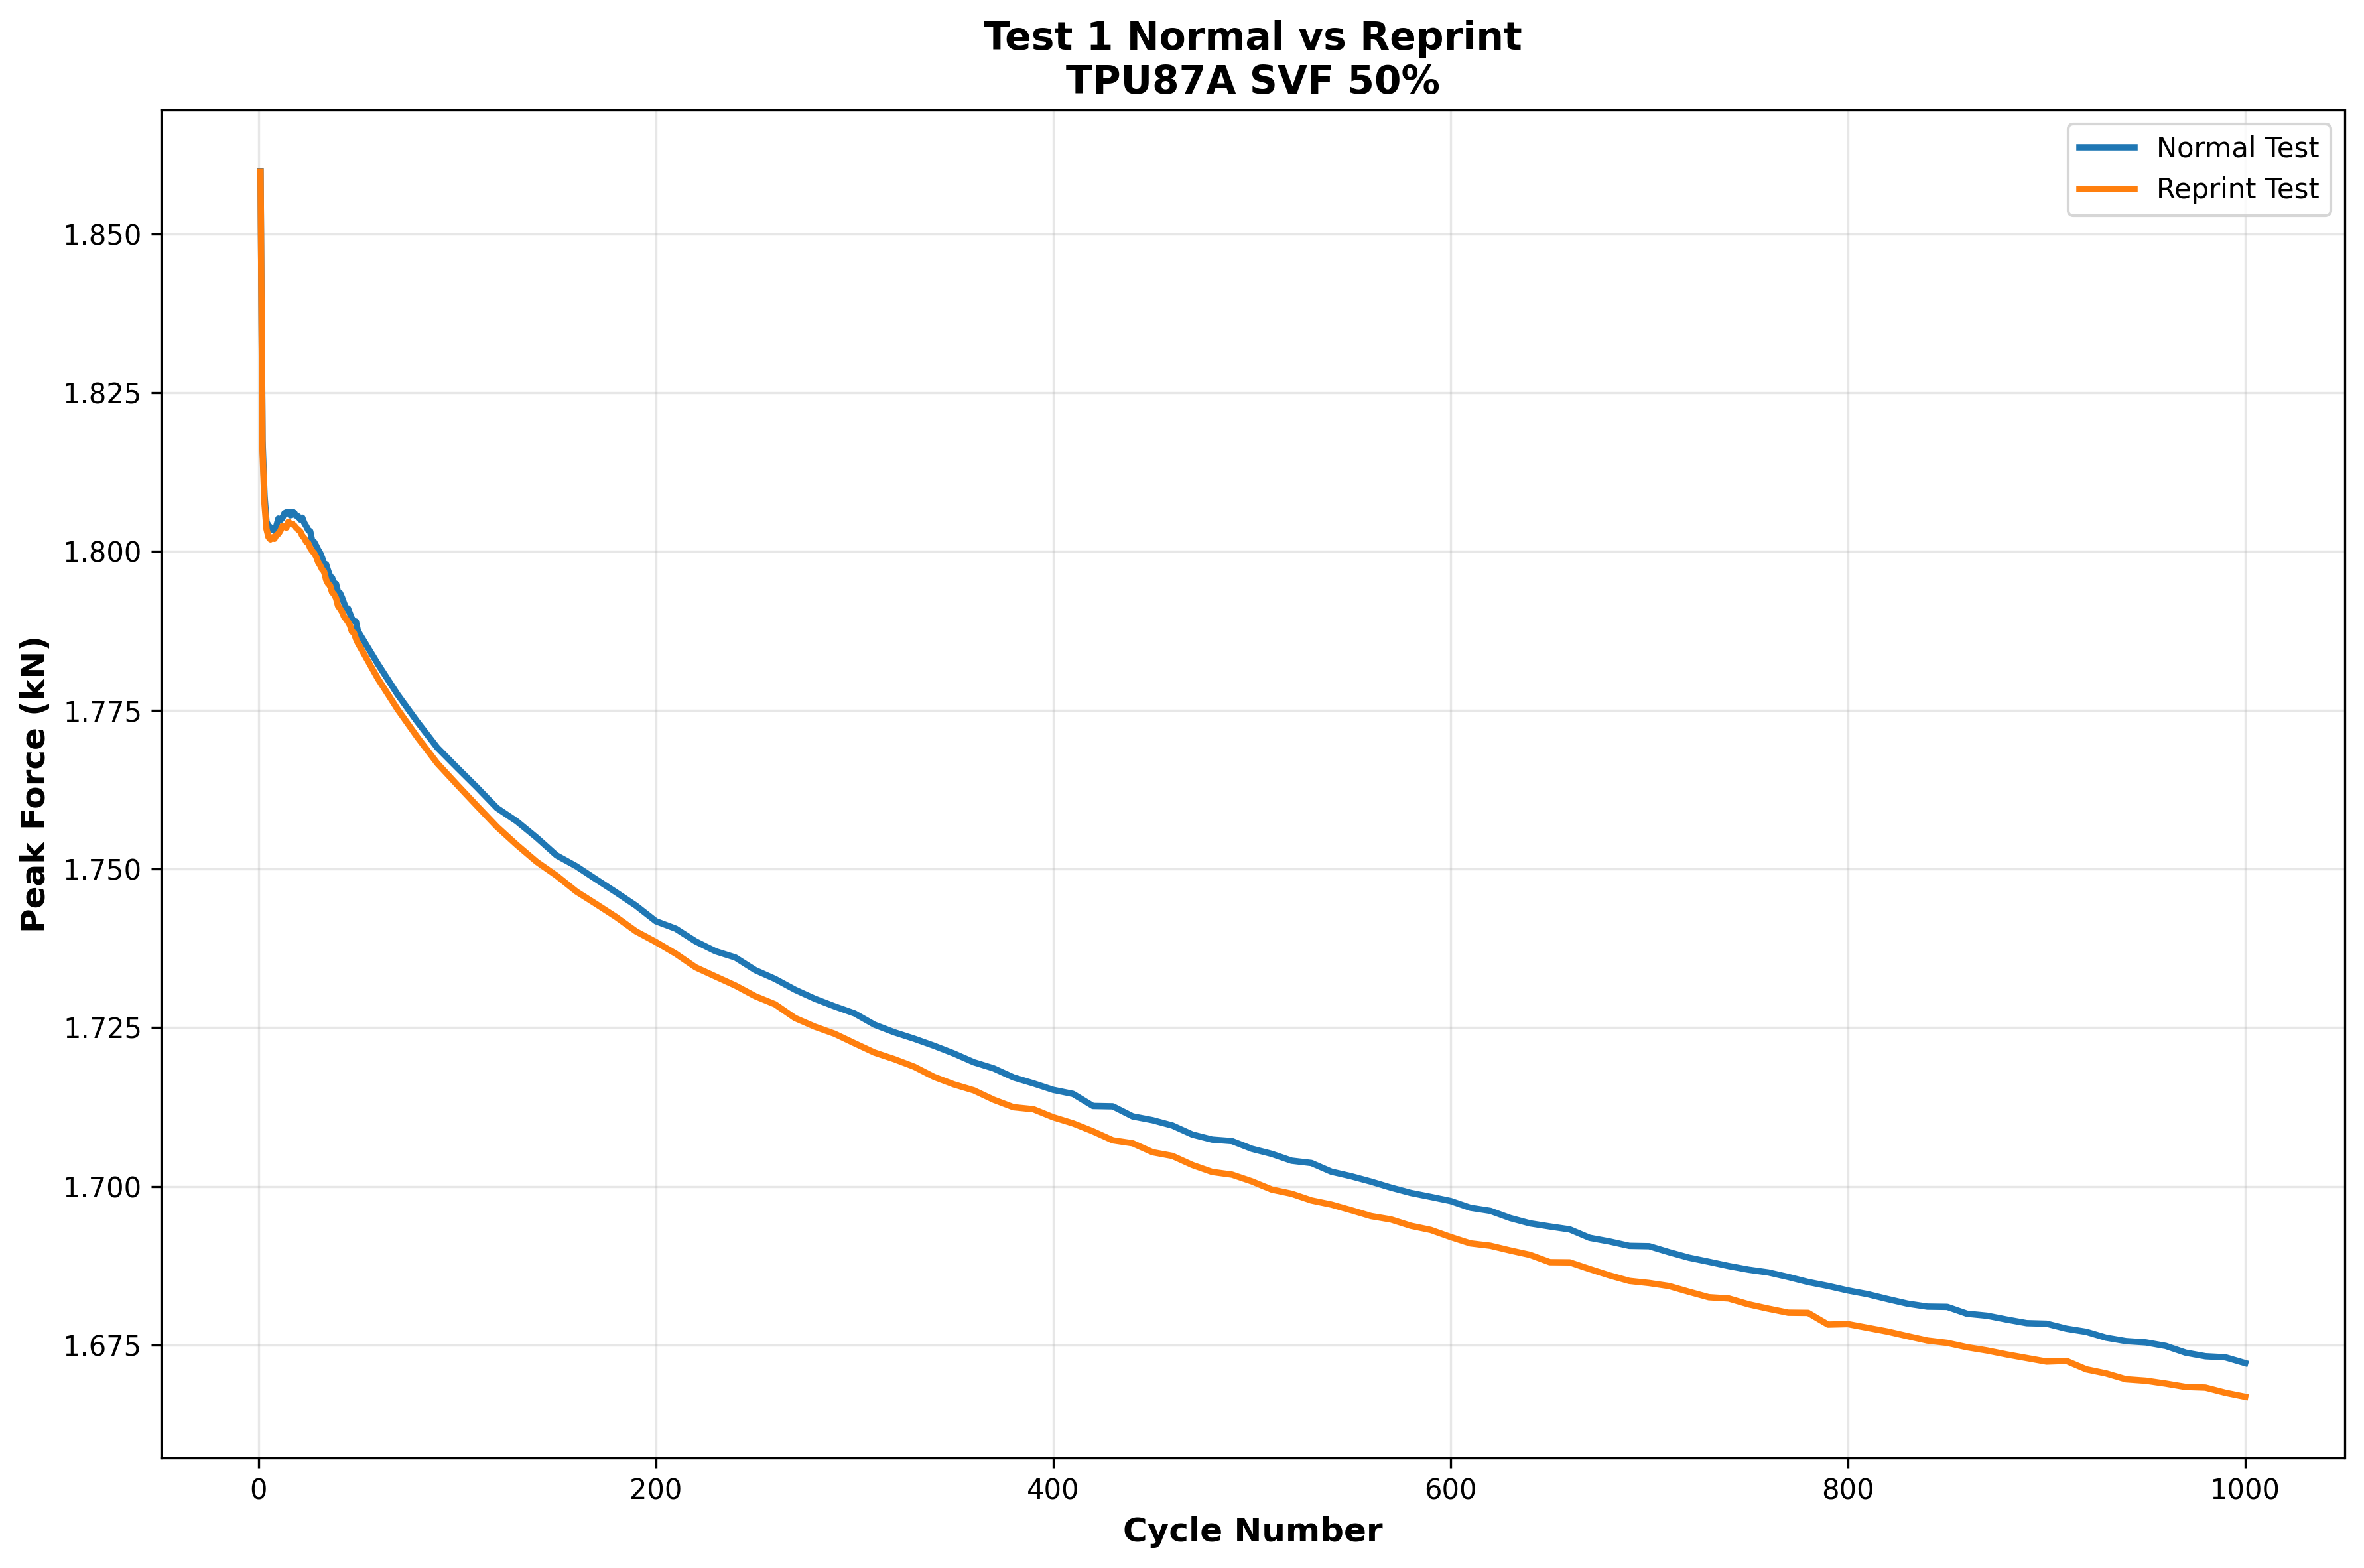 Test 1 Normal vs Reprint
TPU87A SVF 50%
Normal Test
Reprint Test
Peak Force (kN)
1.850
1.825
1.800
1.775
1.750
1.725
1.700
1.675
0 200 400 600 800 1000
Cycle Number